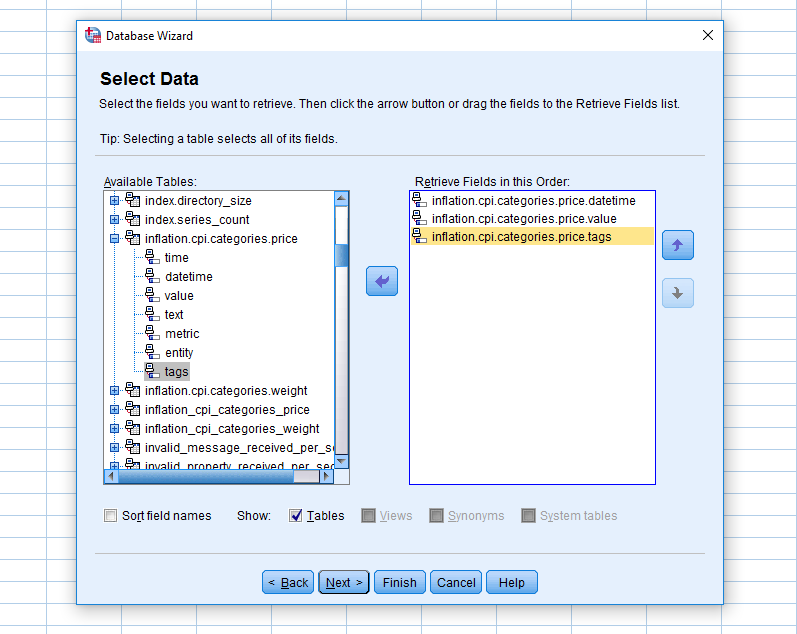 Database Wizard
Select Data
Select the fields you want to retrieve. Then click the arrow button or drag the fields to the Retrieve Fields list.
Tip: Selecting a table selects all of its fields.
Available Tables:
index.directory_size
index.series_count
inflation.cpi.categories.price
time
datetime
value
text
metric
entity
tags
inflation.cpi.categories.weight
inflation_cpi_categories_price
inflation_cpi_categories_weight
invalid_message_received_per_s
invalid_property_received_per_sec
Retrieve Fields in this Order:
inflation.cpi.categories.price.datetime
inflation.cpi.categories.price.value
inflation.cpi.categories.price.tags
Sort field names Show: Tables Views Synonyms System tables
< Back Next > Finish Cancel Help